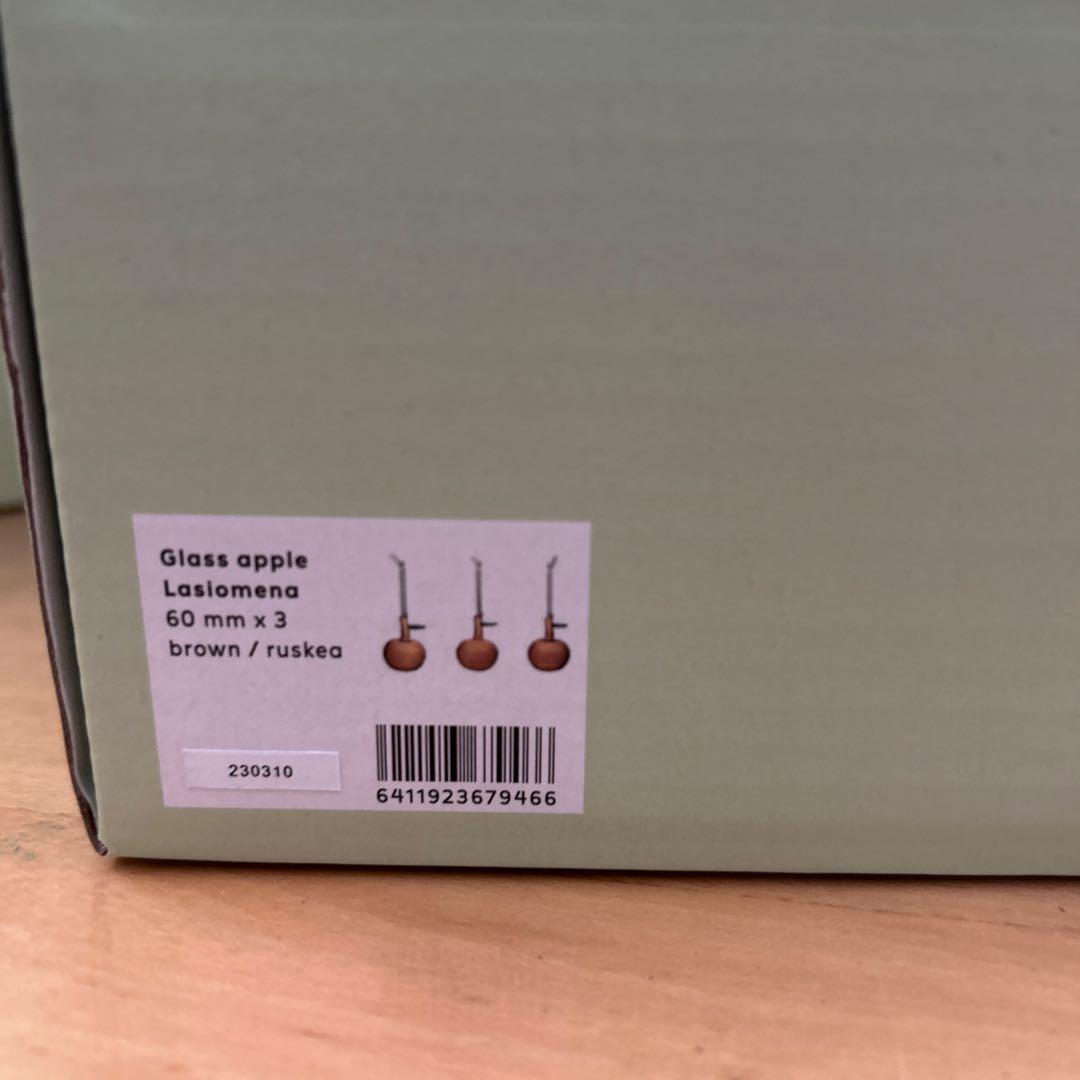 Glass apple
Lasiomena
60 mm x 3
brown / ruskea
230310
6411923679466